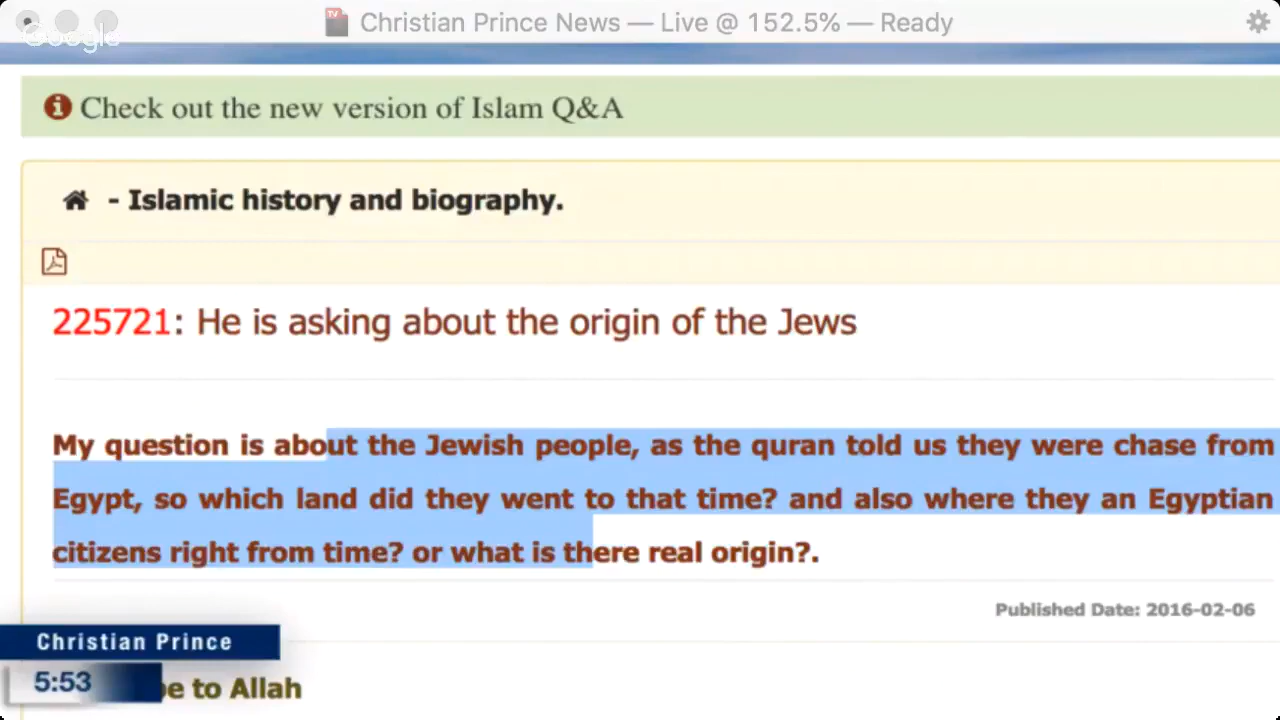 Christian Prince News — Live @ 152.5% — Ready
Google
Check out the new version of Islam Q&A
- Islamic history and biography.
225721: He is asking about the origin of the Jews
My question is about the Jewish people, as the quran told us they were chase from
Egypt, so which land did they went to that time? and also where they an Egyptian
citizens right from time? or what is there real origin?.
Published Date: 2016-02-06
Christian Prince
5:53
be to Allah